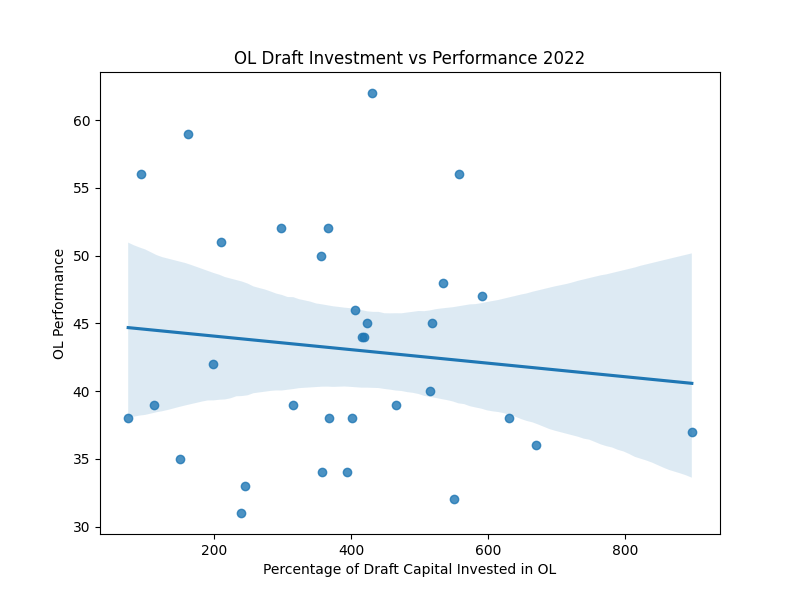 OL Draft Investment vs Performance 2022
60
55
50
45
40
35
30
OL Performance
200 400 600 800
Percentage of Draft Capital Invested in OL